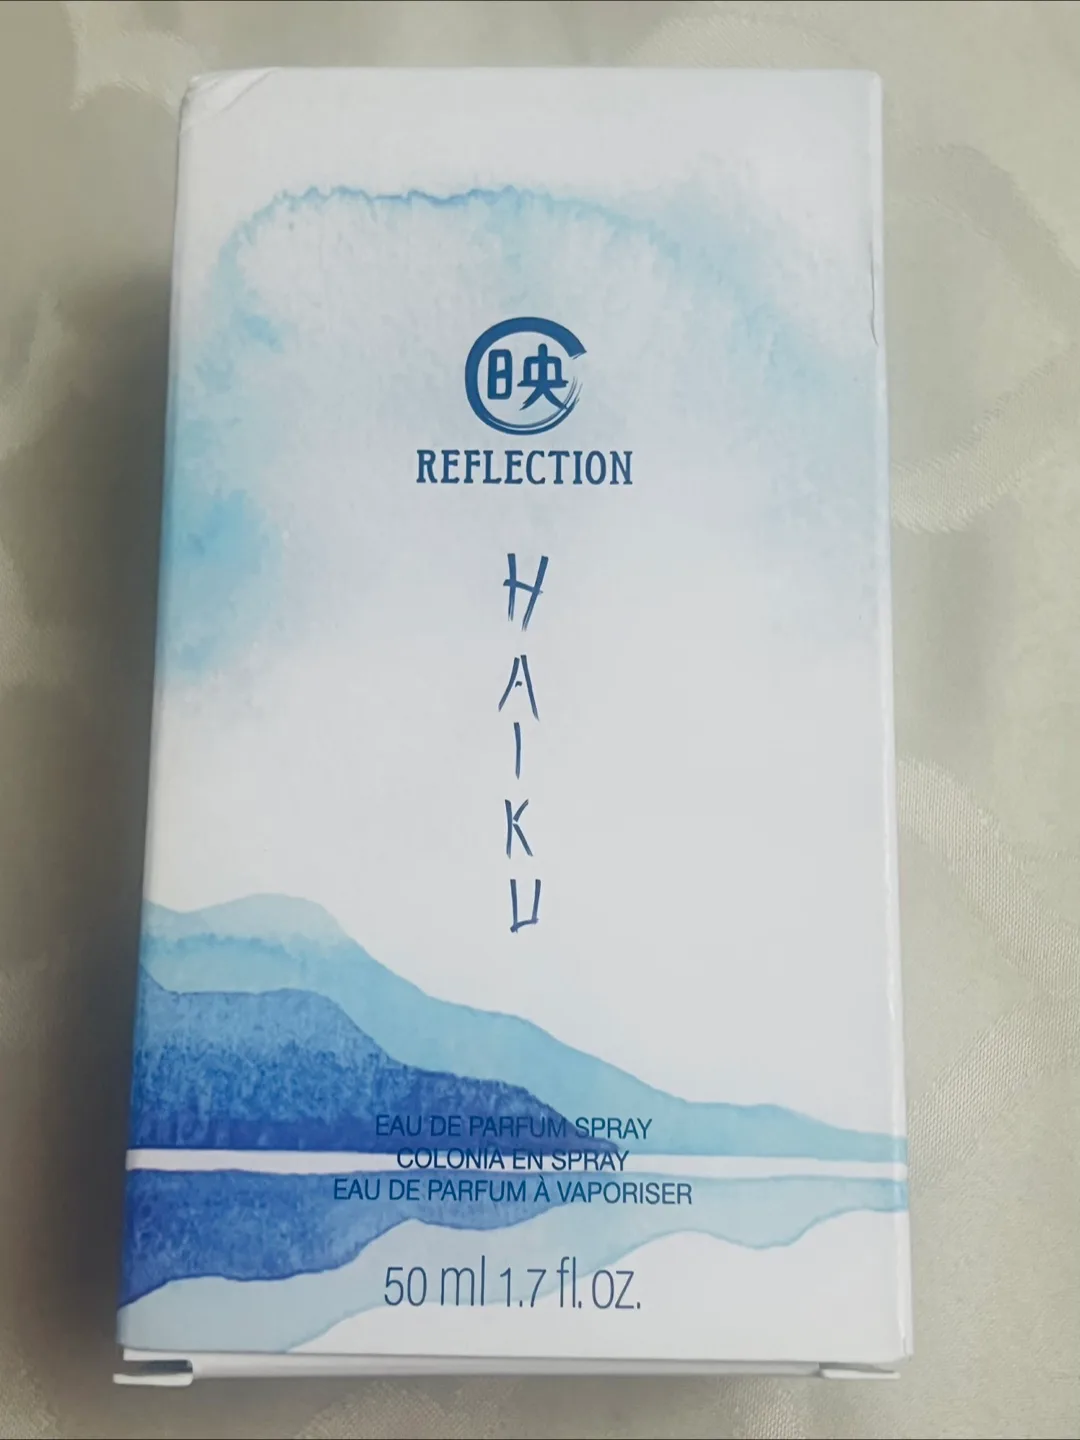 映
REFLECTION
HAIKU
EAU DE PARFUM SPRAY
COLONÍA EN SPRAY
EAU DE PARFUM À VAPORISER
50 ml 1.7 fl. oz.